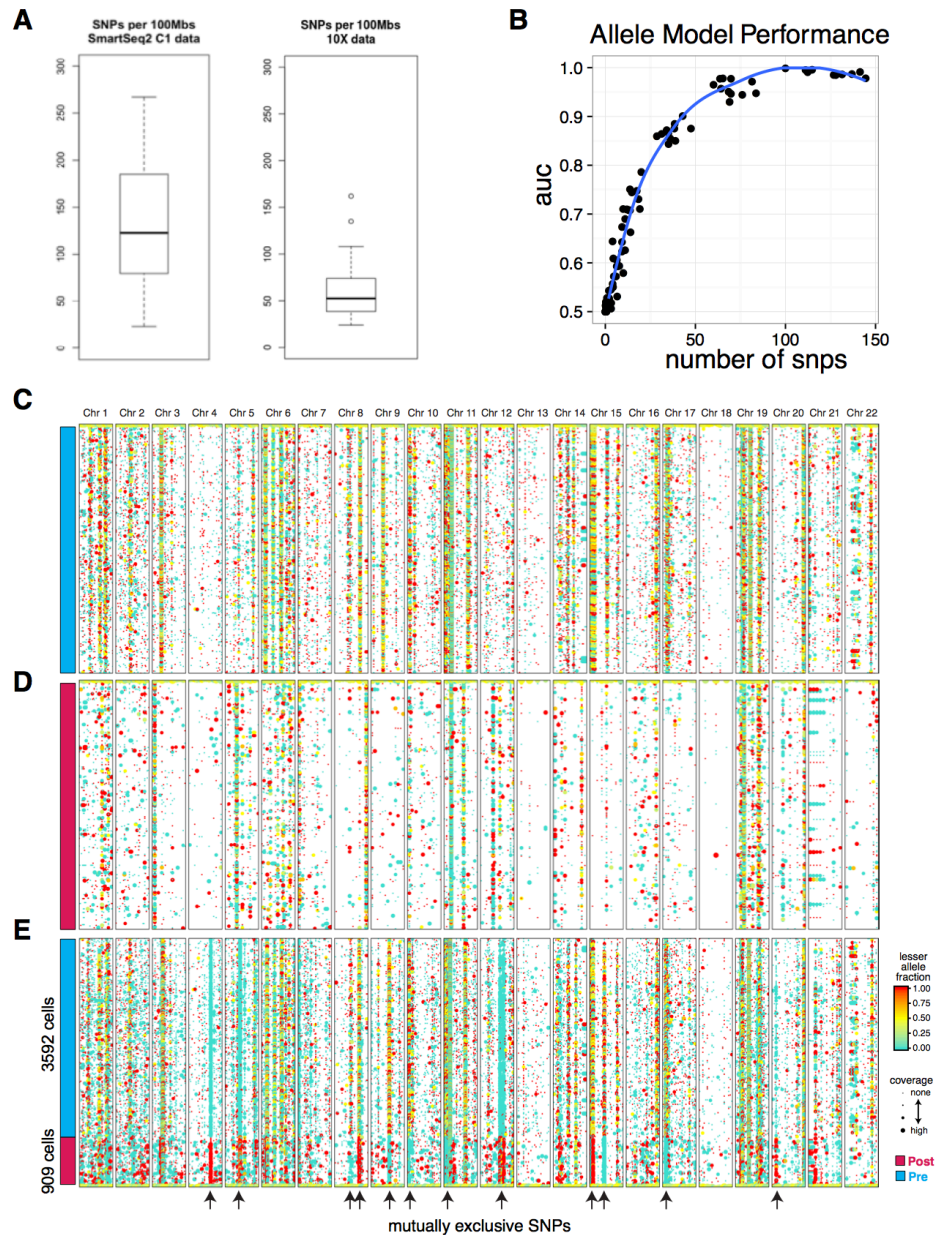 A
SNPs per 100Mbs
SmartSeq2 C1 data
300
250
200
150
100
50
0
SNPs per 100Mbs
10X data
300
250
200
150
100
50
0
B
Allele Model Performance
auc
1.0
0.9
0.8
0.7
0.6
0.5
0
50
100
150
number of snps
C
Chr 1 Chr 2 Chr 3 Chr 4 Chr 5 Chr 6 Chr 7 Chr 8 Chr 9 Chr 10 Chr 11 Chr 12 Chr 13 Chr 14 Chr 15 Chr 16 Chr 17 Chr 18 Chr 19 Chr 20 Chr 21 Chr 22
D
E
3592 cells
909 cells
lesser
allele
fraction
1.00
0.75
0.50
0.25
0.00
coverage
none
high
Post
Pre
mutually exclusive SNPs